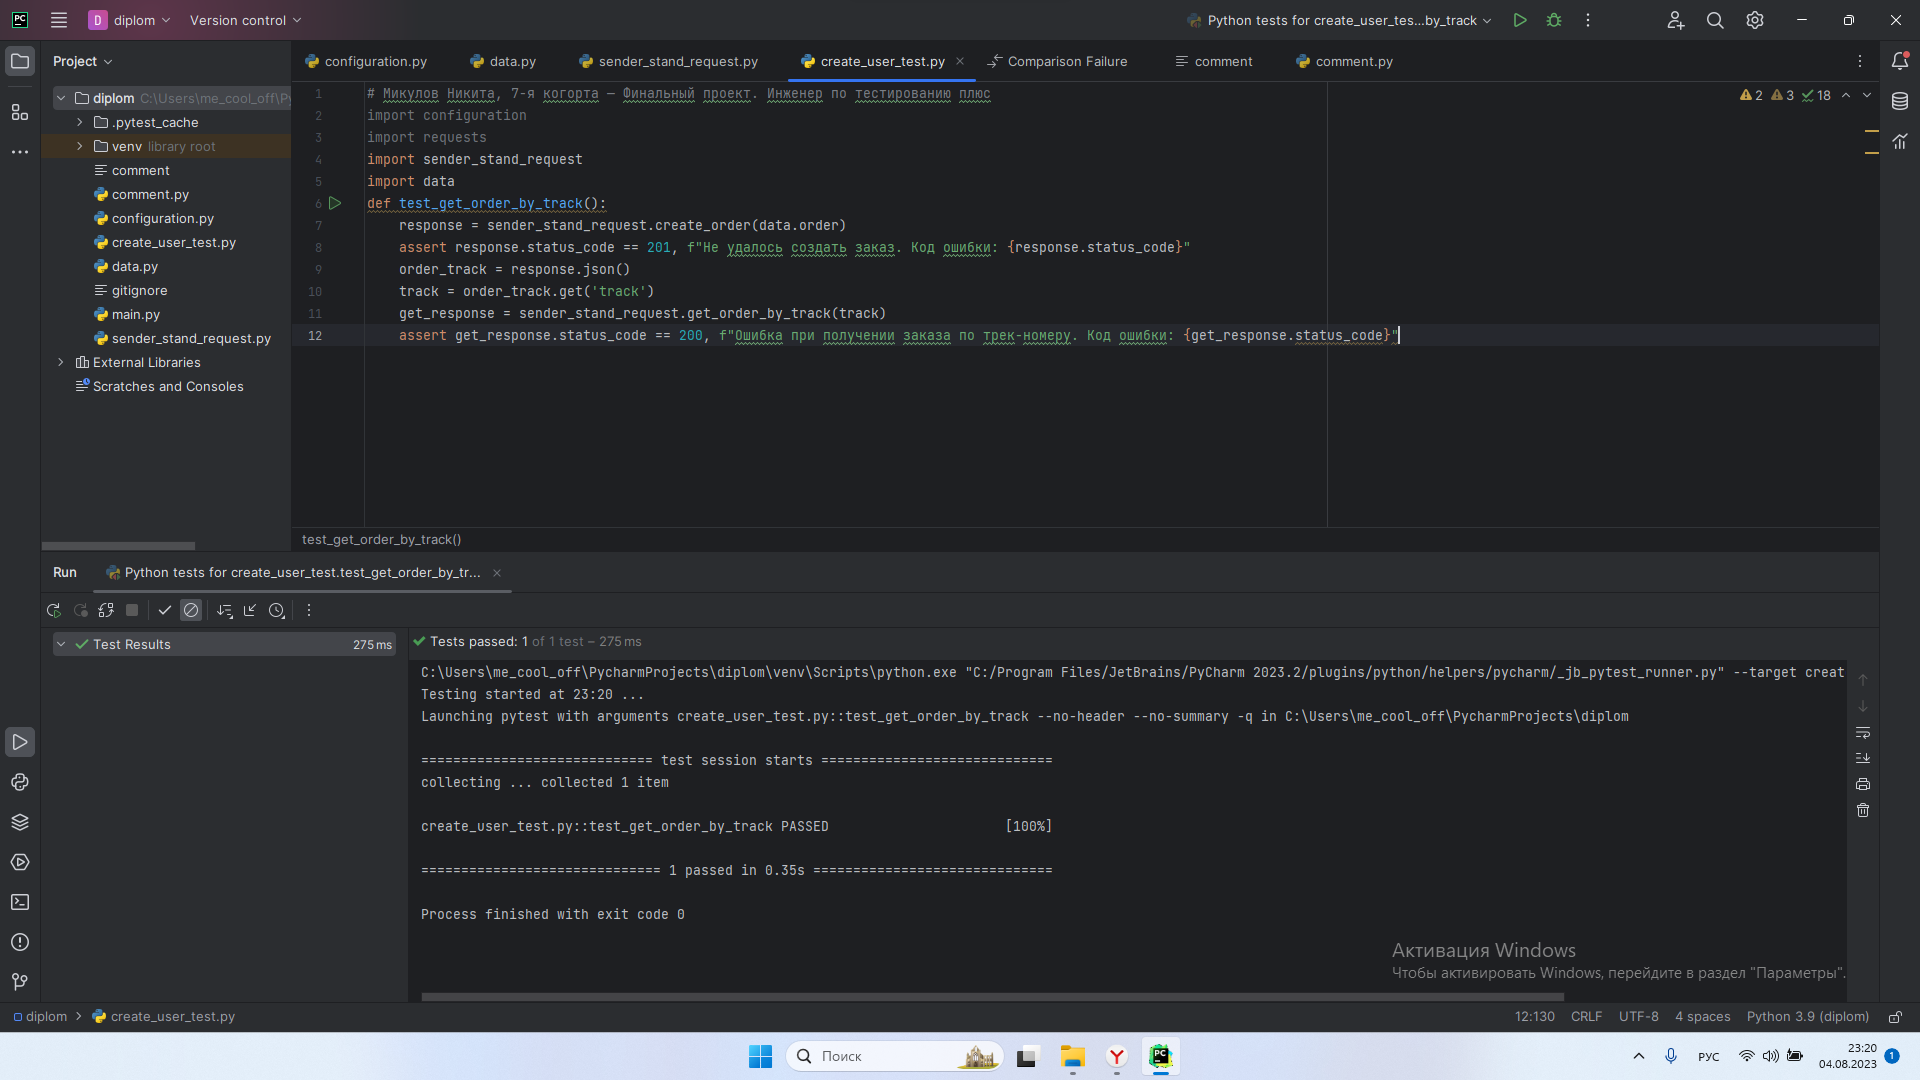 PC
D diplom
Version control
Python tests for create_user_tes...by_track
Project
configuration.py
data.py
sender_stand_request.py
create_user_test.py
Comparison Failure
comment
comment.py
diplom C:\Users\me_cool_off\Py
.pytest_cache
venv library root
comment
comment.py
configuration.py
create_user_test.py
data.py
gitignore
main.py
sender_stand_request.py
External Libraries
Scratches and Consoles
2 3 18
1 # Микулов Никита, 7-я когорта — Финальный проект. Инженер по тестированию плюс
2 import configuration
3 import requests
4 import sender_stand_request
5 import data
6 def test_get_order_by_track():
7 response = sender_stand_request.create_order(data.order)
8 assert response.status_code == 201, f"Не удалось создать заказ. Код ошибки: {response.status_code}"
9 order_track = response.json()
10 track = order_track.get('track')
11 get_response = sender_stand_request.get_order_by_track(track)
12 assert get_response.status_code == 200, f"Ошибка при получении заказа по трек-номеру. Код ошибки: {get_response.status_code}"
test_get_order_by_track()
Run
Python tests for create_user_test.test_get_order_by_tr...
Test Results 275 ms
Tests passed: 1 of 1 test – 275 ms
C:\Users\me_cool_off\PycharmProjects\diplom\venv\Scripts\python.exe "C:/Program Files/JetBrains/PyCharm 2023.2/plugins/python/helpers/pycharm/_jb_pytest_runner.py" --target creat
Testing started at 23:20 ...
Launching pytest with arguments create_user_test.py::test_get_order_by_track --no-header --no-summary -q in C:\Users\me_cool_off\PycharmProjects\diplom
============================= test session starts =============================
collecting ... collected 1 item
create_user_test.py::test_get_order_by_track PASSED [100%]
============================== 1 passed in 0.35s ==============================
Process finished with exit code 0
Активация Windows
Чтобы активировать Windows, перейдите в раздел "Параметры".
diplom
create_user_test.py
12:130 CRLF UTF-8 4 spaces Python 3.9 (diplom)
Поиск
PC
РУС
23:20
04.08.2023
1